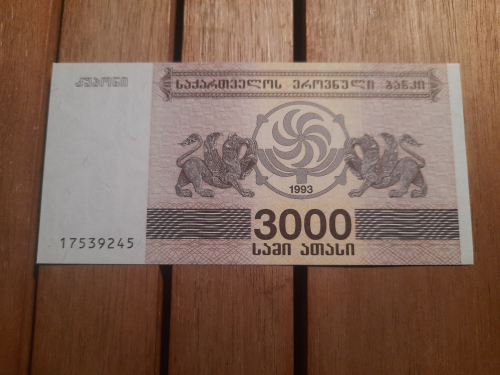 კუპონი
საქართველოს ეროვნული ბანკი
1993
3000
სამი ათასი
17539245